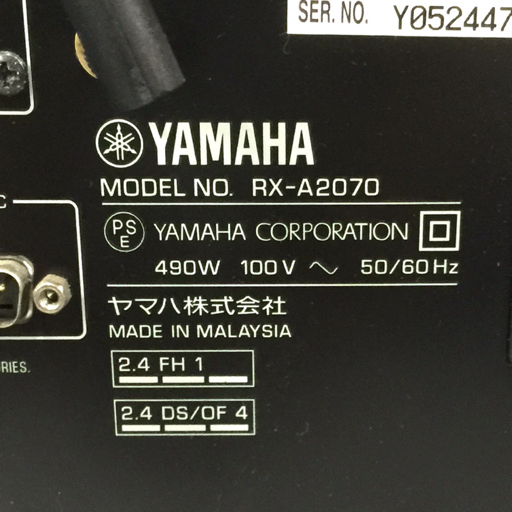 SER. NO. Y052447
YAMAHA
MODEL NO. RX-A2070
PS
E
YAMAHA CORPORATION
490W 100V ～ 50/60Hz
ヤマハ株式会社
MADE IN MALAYSIA
2.4 FH 1
2.4 DS/OF 4